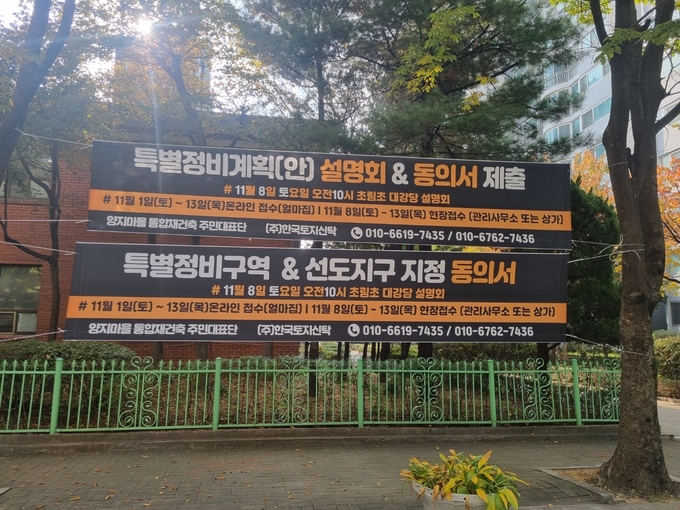 특별정비계획(안) 설명회 & 동의서 제출
# 11월 8일 토요일 오전10시 초림초 대강당 설명회
# 11월 1일(토) ~ 13일(목)온라인 접수(얼마집) I 11월 8일(토) - 13일(목) 현장접수 (관리사무소 또는 상가)
양지마을 통합재건축 주민대표단 (주)한국토지신탁 010-6619-7435 / 010-6762-7436
특별정비구역 & 선도지구 지정 동의서
# 11월 8일 토요일 오전10시 초림초 대강당 설명회
# 11월 1일(토) ~ 13일(목)온라인 접수(얼마집) I 11월 8일(토) - 13일(목) 현장접수 (관리사무소 또는 상가)
양지마을 통합재건축 주민대표단 (주)한국토지신탁 010-6619-7435 / 010-6762-7436